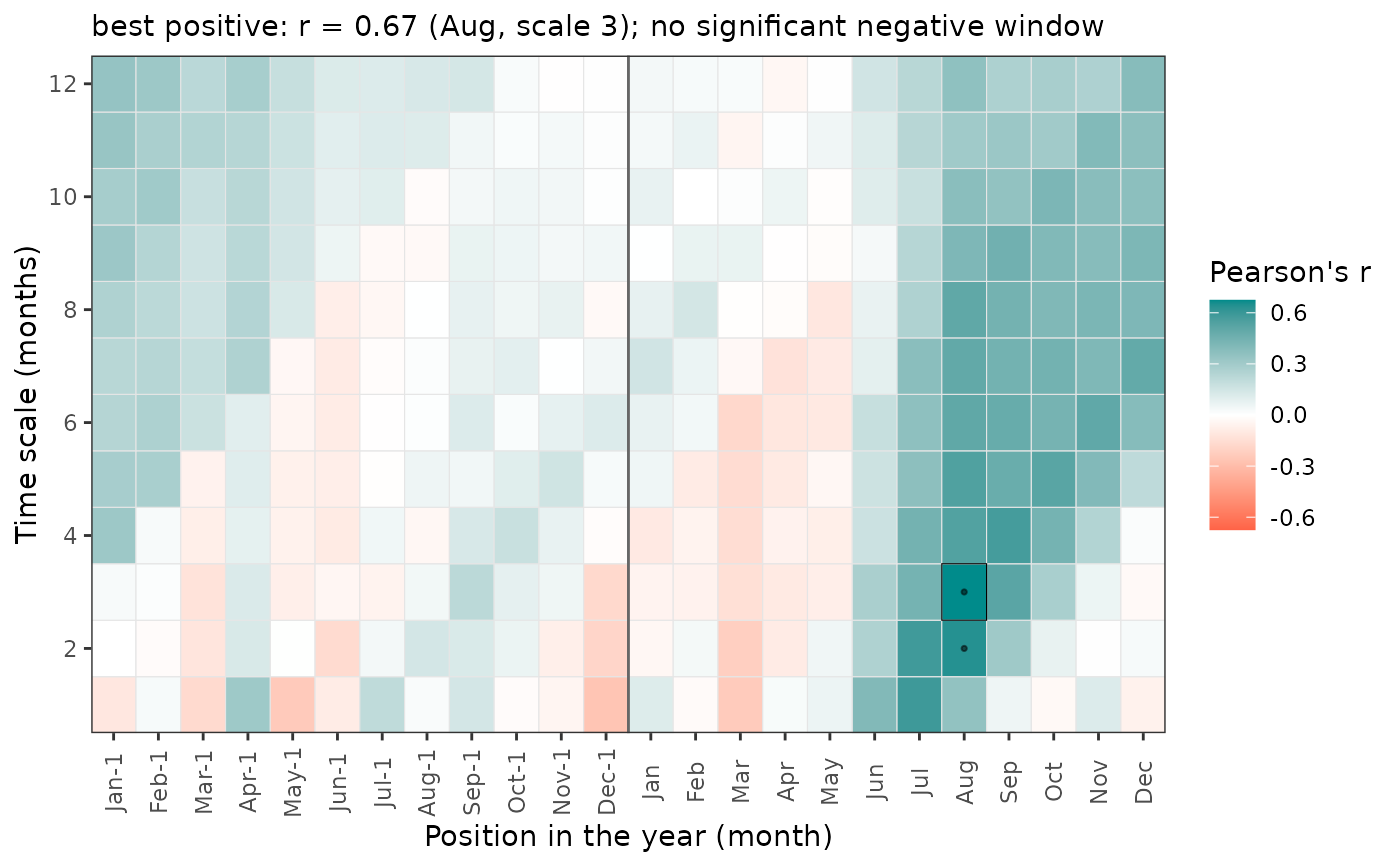 best positive: r = 0.67 (Aug, scale 3); no significant negative window
12
10
8
6
4
2
Time scale (months)
Jan-1
Feb-1
Mar-1
Apr-1
May-1
Jun-1
Jul-1
Aug-1
Sep-1
Oct-1
Nov-1
Dec-1
Jan
Feb
Mar
Apr
May
Jun
Jul
Aug
Sep
Oct
Nov
Dec
Position in the year (month)
Pearson's r
0.6
0.3
0.0
-0.3
-0.6